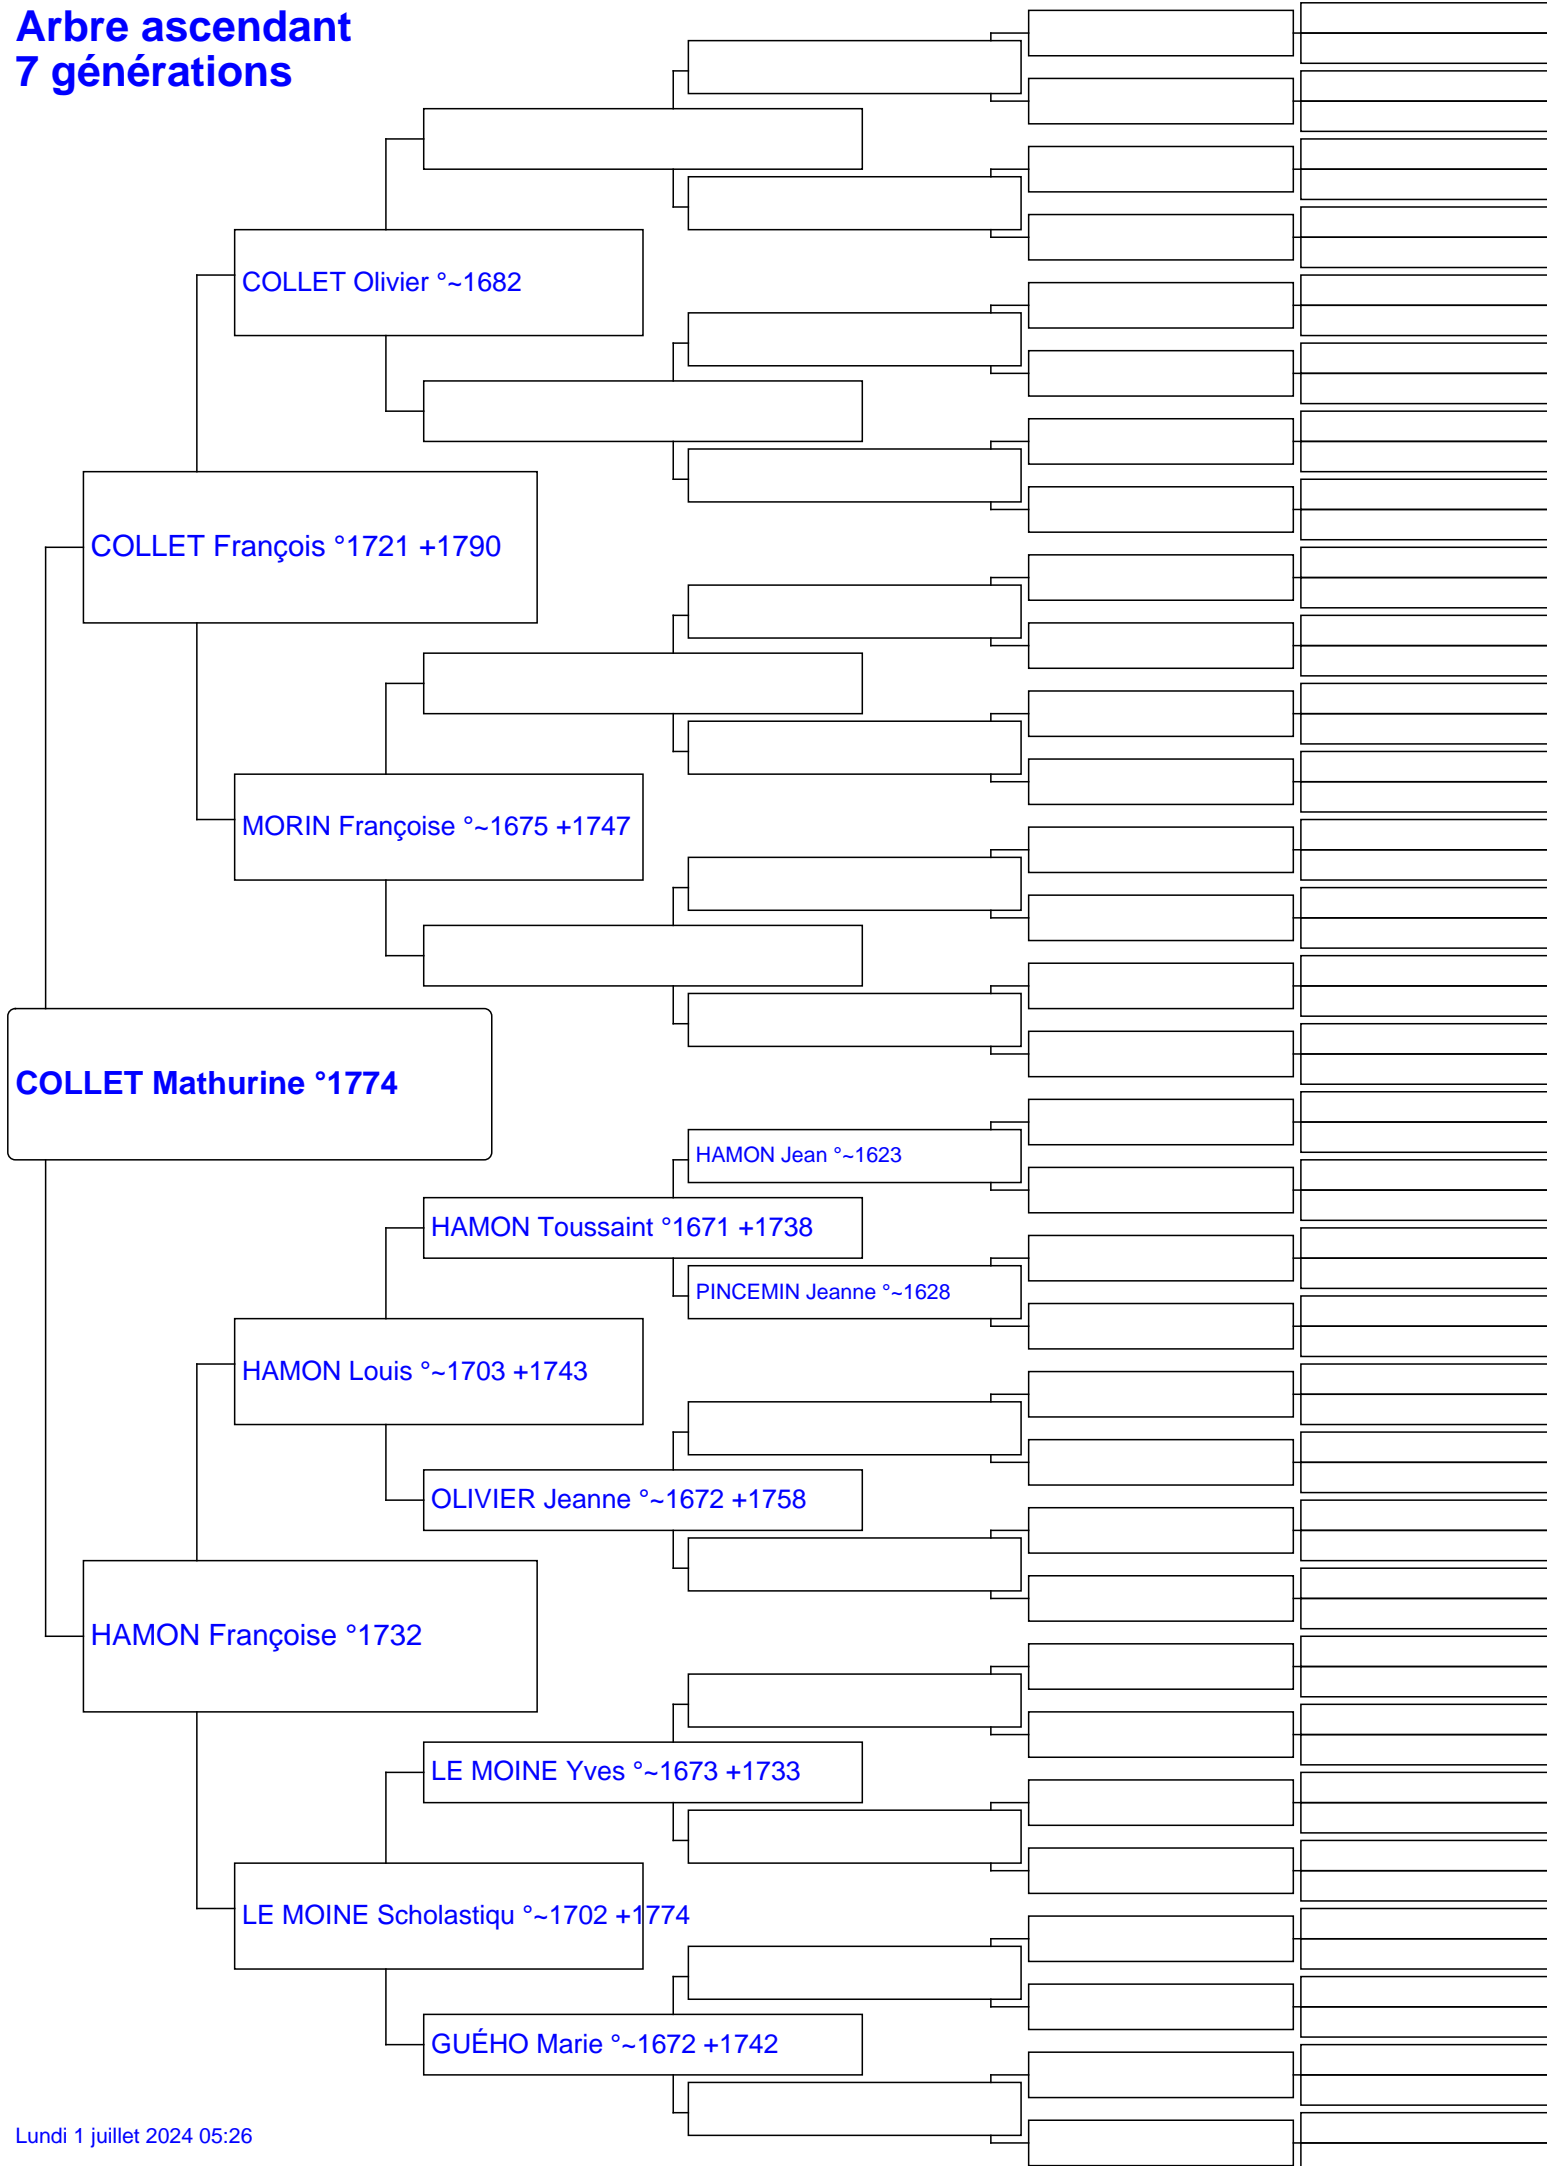 Arbre ascendant
7 générations
COLLET Olivier °~1682
COLLET François °1721 +1790
MORIN Françoise °~1675 +1747
COLLET Mathurine °1774
HAMON Jean °~1623
HAMON Toussaint °1671 +1738
PINCEMIN Jeanne °~1628
HAMON Louis °~1703 +1743
OLIVIER Jeanne °~1672 +1758
HAMON Françoise °1732
LE MOINE Yves °~1673 +1733
LE MOINE Scholastiqu °~1702 +1774
GUÉHO Marie °~1672 +1742
Lundi 1 juillet 2024 05:26